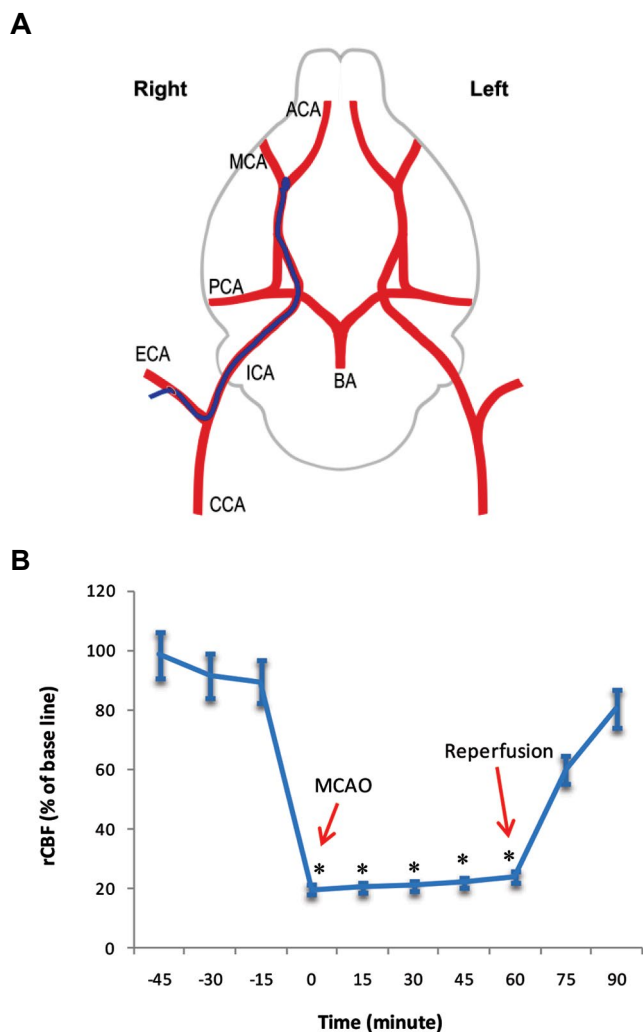 A
Right
Left
ACA
MCA
PCA
ECA
ICA
BA
CCA
B
rCBF (% of base line)
120
100
80
60
40
20
0
MCAO
Reperfusion
* * * * *
-45 -30 -15 0 15 30 45 60 75 90
Time (minute)